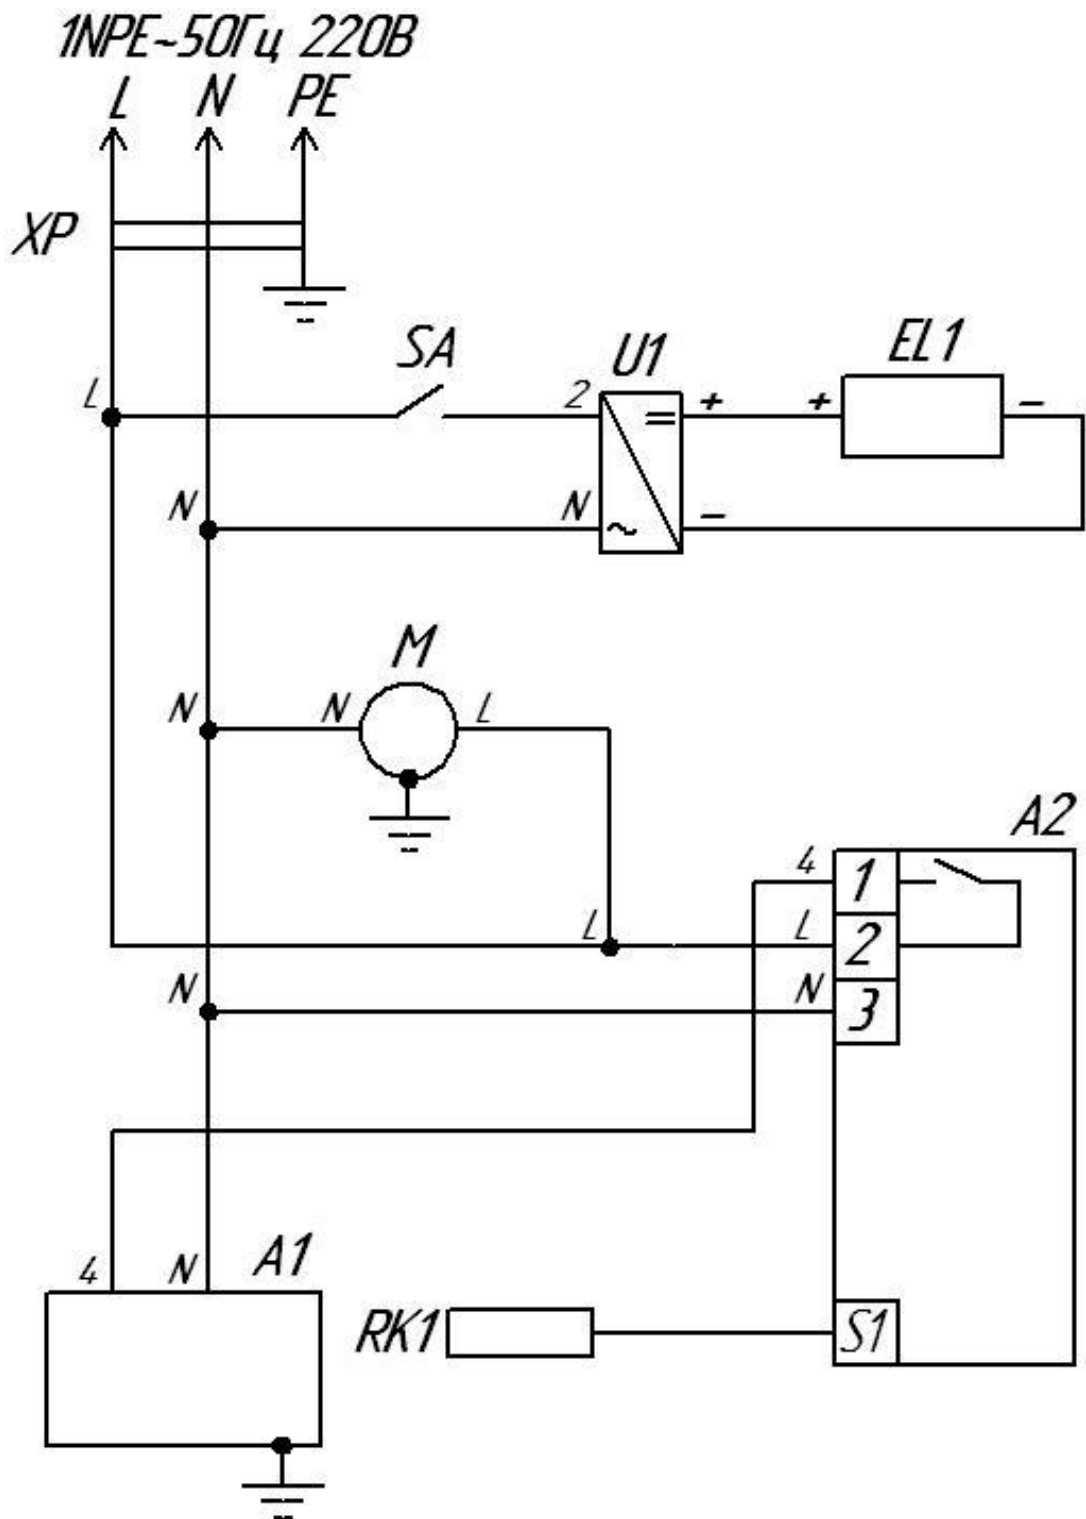 1NPE~50Гц 220В
L N PE
XP
SA
U1
EL1
L
2
=
+
+
-
N
N
~
-
M
N
N
L
A2
4
1
L
L
2
N
N
3
4
N
A1
RK1
S1